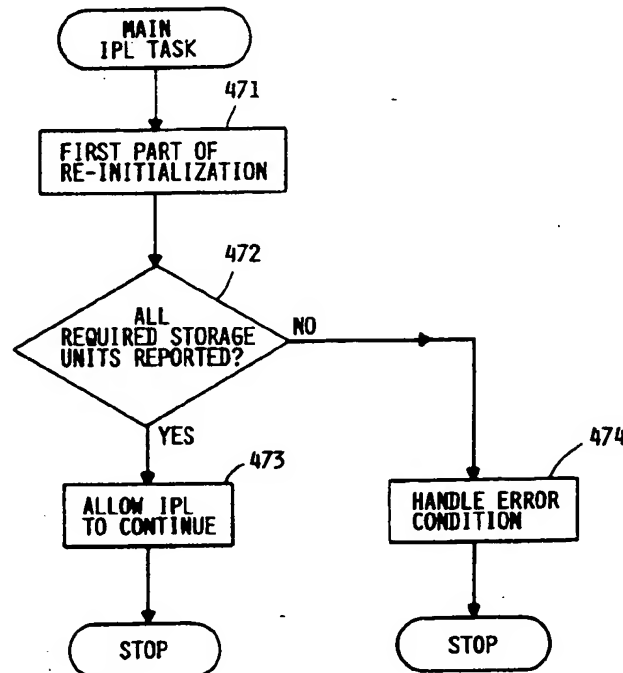 MAIN
IPL TASK
471
FIRST PART OF
RE-INITIALIZATION
472
ALL
REQUIRED STORAGE
UNITS REPORTED?
NO
YES
473
ALLOW IPL
TO CONTINUE
474
HANDLE ERROR
CONDITION
STOP
STOP